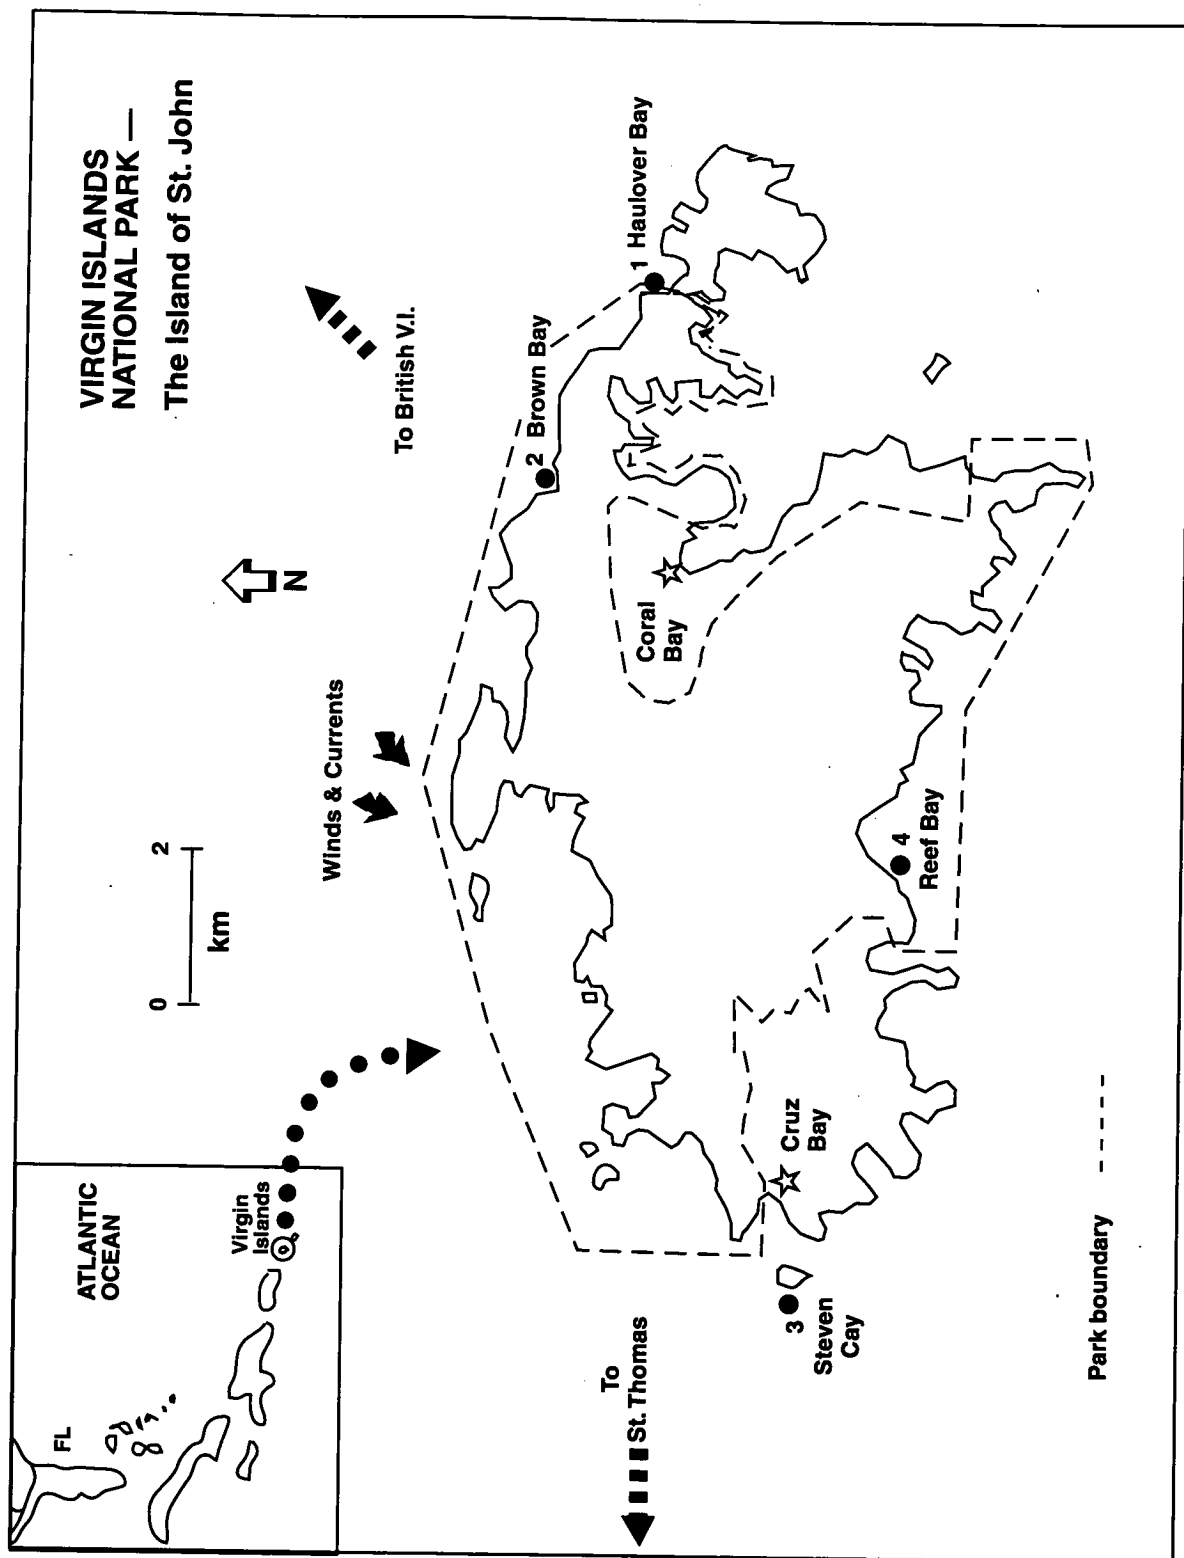 VIRGIN ISLANDS
NATIONAL PARK —
The Island of St. John
ATLANTIC
OCEAN
FL
Virgin
Islands
0
2
km
N
Winds & Currents
To British V.I.
1 Haulover Bay
2 Brown Bay
Coral
Bay
To
St. Thomas
3
Steven
Cay
Cruz
Bay
4
Reef Bay
Park boundary